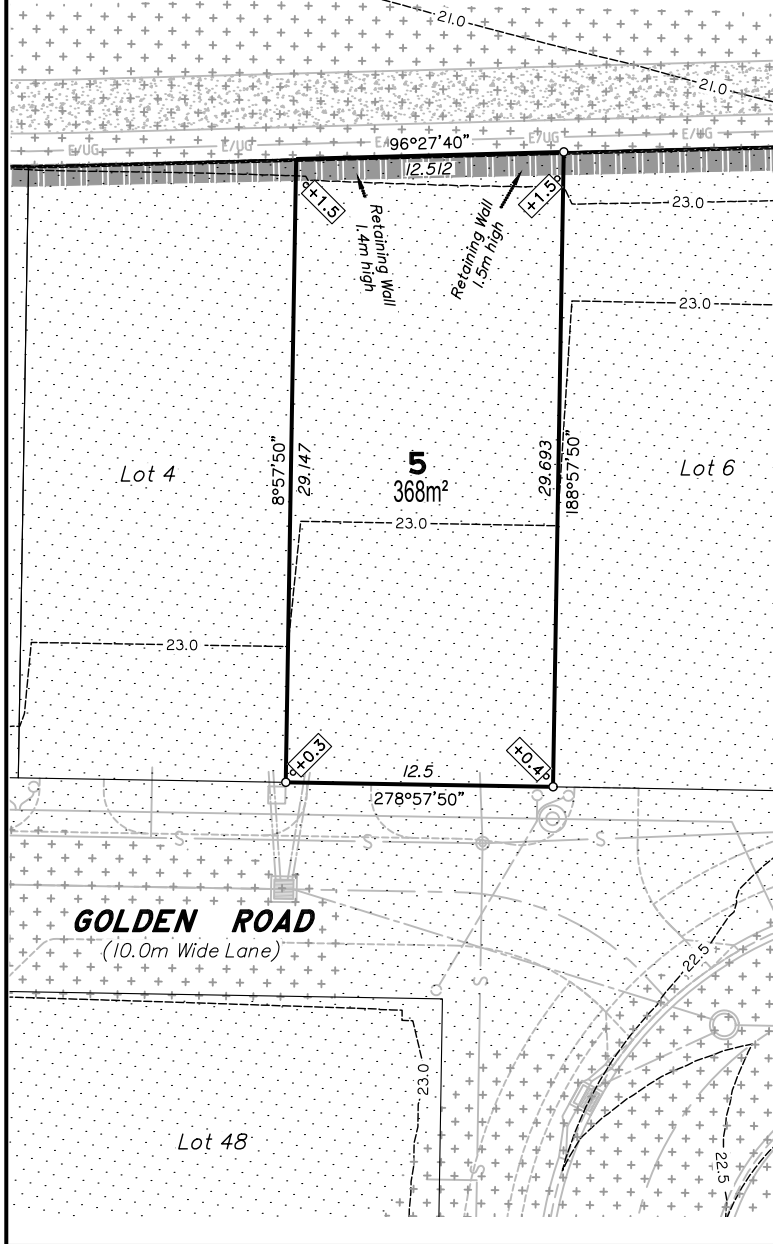 21.0
21.0
E/UG
E/UG
E/UG
E/UG
96°27'40"
12.512
+1.5
+1.5
Retaining Wall
1.4m high
Retaining Wall
1.5m high
23.0
23.0
Lot 4
8°57'50"
29.147
5
368m²
29.693
188°57'50"
Lot 6
23.0
23.0
+0.3
+0.4
12.5
278°57'50"
S
S
S
GOLDEN ROAD
(10.0m Wide Lane)
22.5
S
23.0
Lot 48
S
22.5